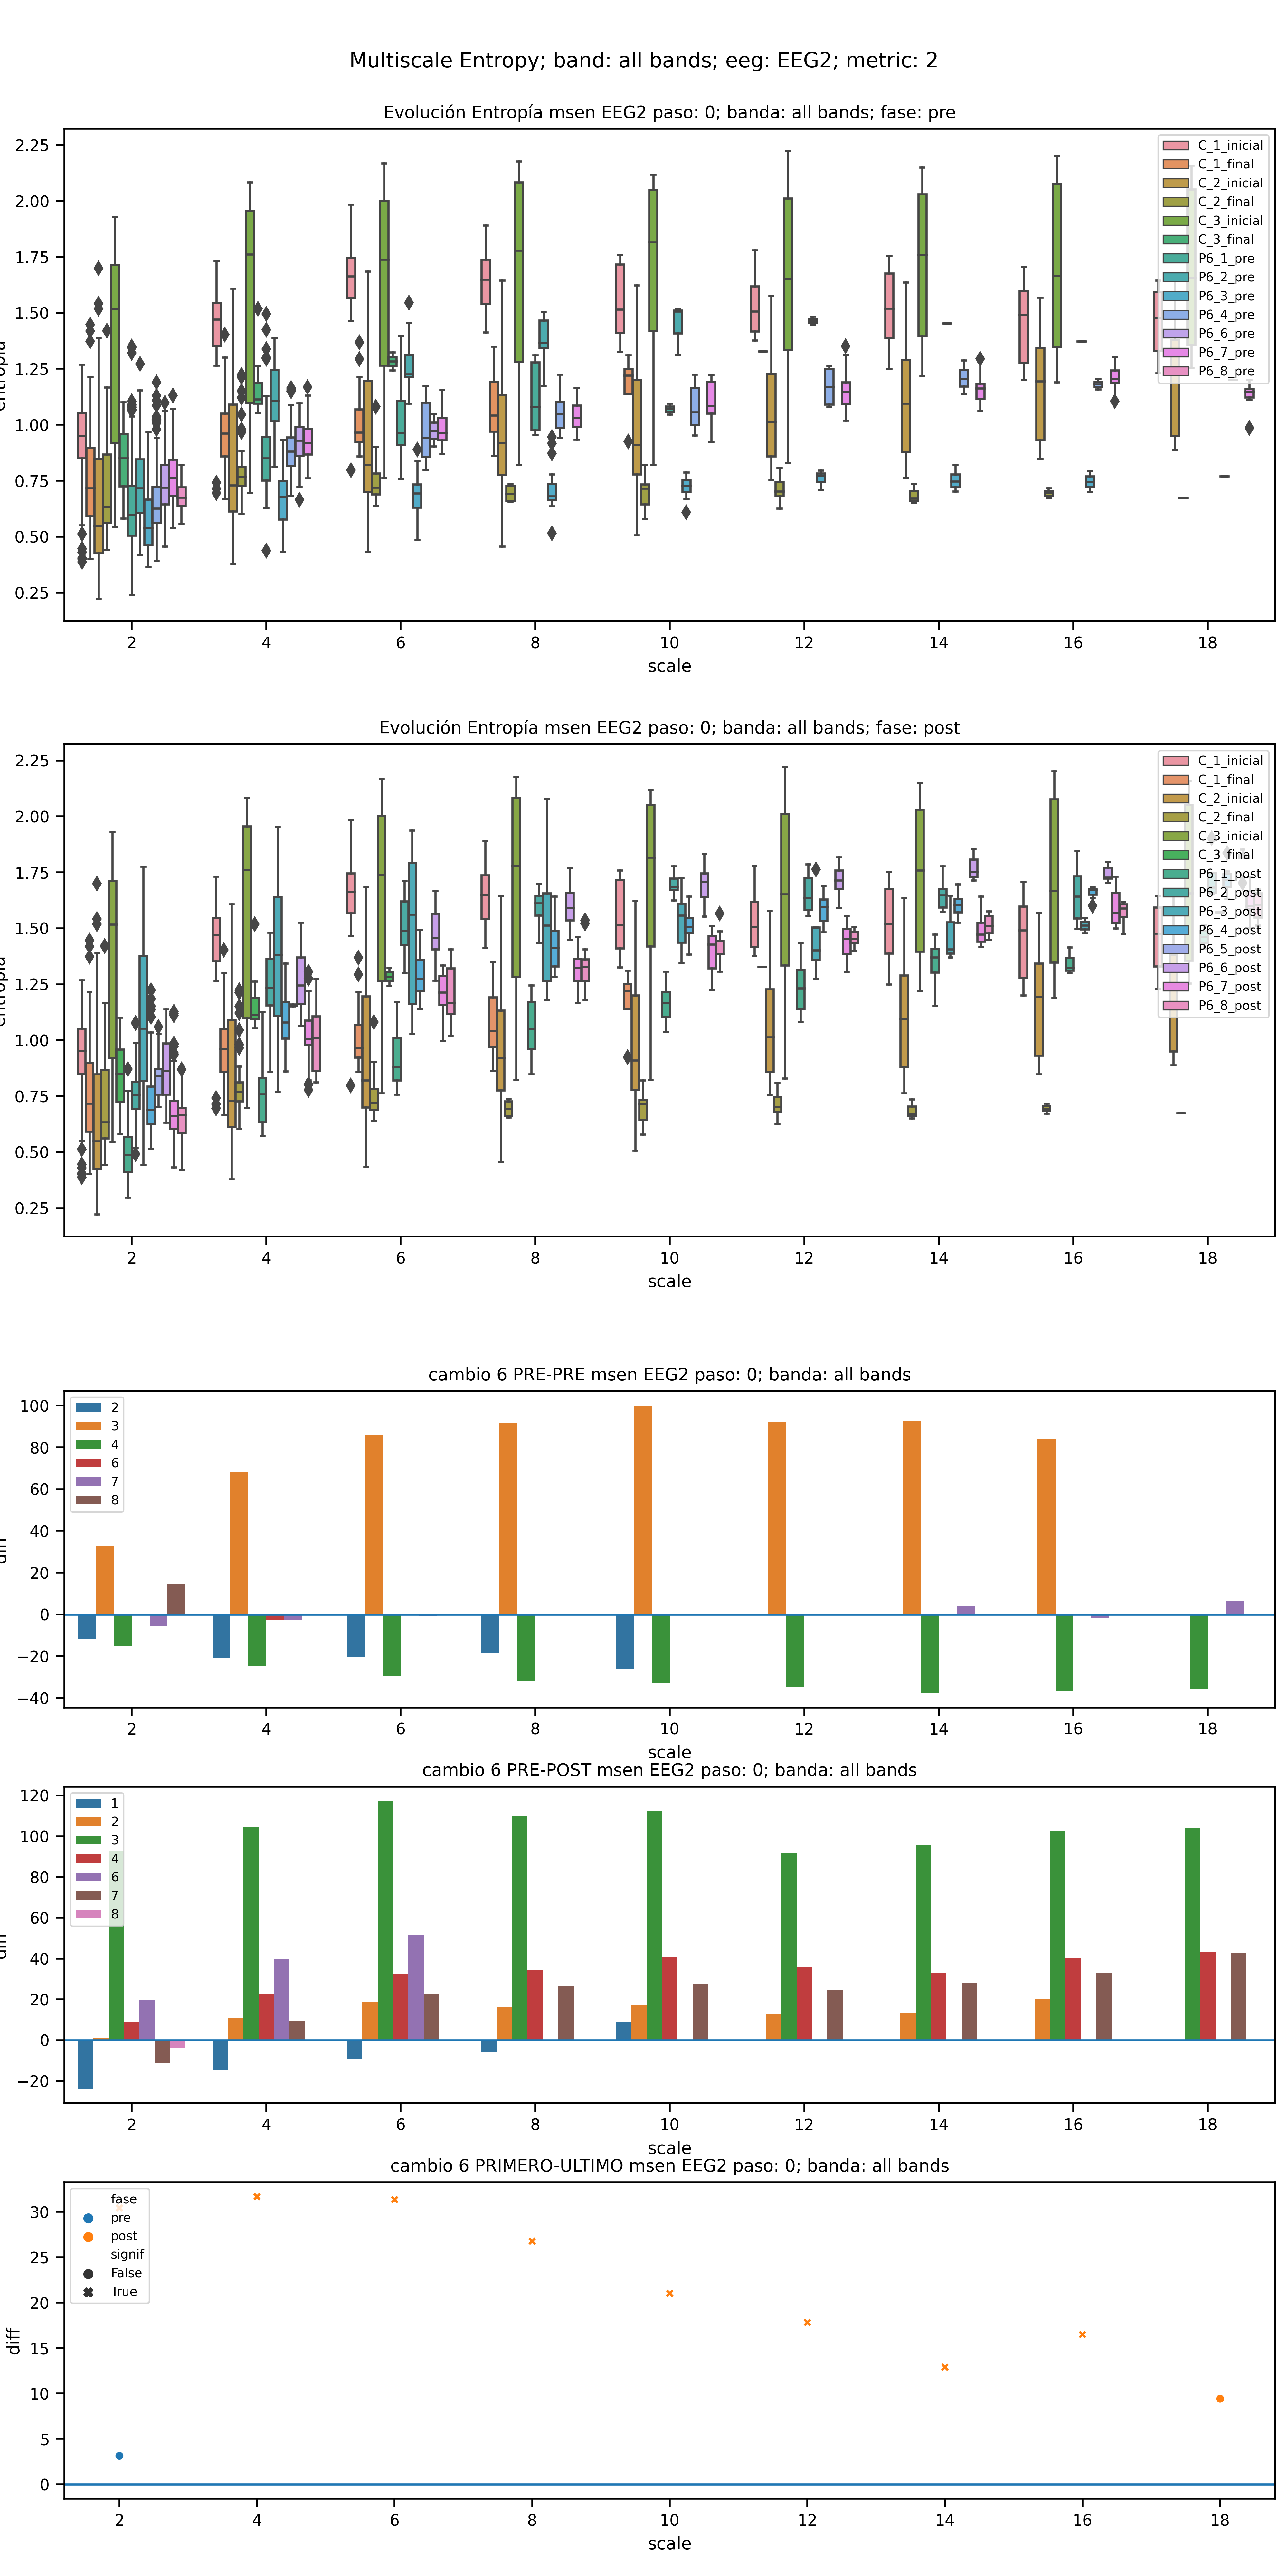 Multiscale Entropy; band: all bands; eeg: EEG2; metric: 2
Evolución Entropía msen EEG2 paso: 0; banda: all bands; fase: pre
2.25
2.00
1.75
1.50
1.25
1.00
0.75
0.50
0.25
C_1_inicial
C_1_final
C_2_inicial
C_2_final
C_3_inicial
C_3_final
P6_1_pre
P6_2_pre
P6_3_pre
P6_4_pre
P6_6_pre
P6_7_pre
P6_8_pre
2 4 6 8 10 12 14 16 18
scale
Evolución Entropía msen EEG2 paso: 0; banda: all bands; fase: post
2.25
2.00
1.75
1.50
1.25
1.00
0.75
0.50
0.25
C_1_inicial
C_1_final
C_2_inicial
C_2_final
C_3_inicial
C_3_final
P6_1_post
P6_2_post
P6_3_post
P6_4_post
P6_5_post
P6_6_post
P6_7_post
P6_8_post
2 4 6 8 10 12 14 16 18
scale
cambio 6 PRE-PRE msen EEG2 paso: 0; banda: all bands
100
80
60
40
20
0
−20
−40
2
3
4
6
7
8
2 4 6 8 10 12 14 16 18
scale
cambio 6 PRE-POST msen EEG2 paso: 0; banda: all bands
120
100
80
60
40
20
0
−20
1
2
3
4
6
7
8
2 4 6 8 10 12 14 16 18
scale
cambio 6 PRIMERO-ULTIMO msen EEG2 paso: 0; banda: all bands
diff
30
25
20
15
10
5
0
fase
pre
post
signif
False
True
2 4 6 8 10 12 14 16 18
scale